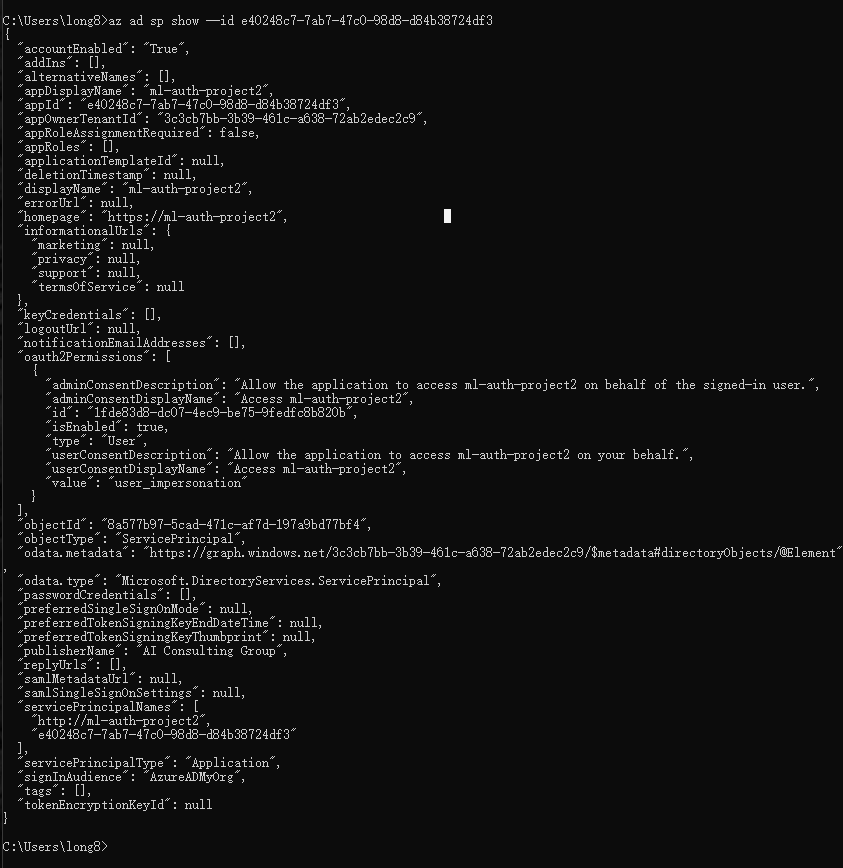 C:\Users\long8>az ad sp show --id e40248c7-7ab7-47c0-98d8-d84b38724df3
{
  "accountEnabled": "True",
  "addIns": [],
  "alternativeNames": [],
  "appDisplayName": "ml-auth-project2",
  "appId": "e40248c7-7ab7-47c0-98d8-d84b38724df3",
  "appOwnerTenantId": "3c3cb7bb-3b39-461c-a638-72ab2edec2c9",
  "appRoleAssignmentRequired": false,
  "appRoles": [],
  "applicationTemplateId": null,
  "deletionTimestamp": null,
  "displayName": "ml-auth-project2",
  "errorUrl": null,
  "homepage": "https://ml-auth-project2",
  "informationalUrls": {
    "marketing": null,
    "privacy": null,
    "support": null,
    "termsOfService": null
  },
  "keyCredentials": [],
  "logoutUrl": null,
  "notificationEmailAddresses": [],
  "oauth2Permissions": [
    {
      "adminConsentDescription": "Allow the application to access ml-auth-project2 on behalf of the signed-in user.",
      "adminConsentDisplayName": "Access ml-auth-project2",
      "id": "1fde83d8-dc07-4ec9-be75-9fedfc8b820b",
      "isEnabled": true,
      "type": "User",
      "userConsentDescription": "Allow the application to access ml-auth-project2 on your behalf.",
      "userConsentDisplayName": "Access ml-auth-project2",
      "value": "user_impersonation"
    }
  ],
  "objectId": "8a577b97-5cad-471c-af7d-197a9bd77bf4",
  "objectType": "ServicePrincipal",
  "odata.metadata": "https://graph.windows.net/3c3cb7bb-3b39-461c-a638-72ab2edec2c9/$metadata#directoryObjects/@Element"
,
  "odata.type": "Microsoft.DirectoryServices.ServicePrincipal",
  "passwordCredentials": [],
  "preferredSingleSignOnMode": null,
  "preferredTokenSigningKeyEndDateTime": null,
  "preferredTokenSigningKeyThumbprint": null,
  "publisherName": "AI Consulting Group",
  "replyUrls": [],
  "samlMetadataUrl": null,
  "samlSingleSignOnSettings": null,
  "servicePrincipalNames": [
    "http://ml-auth-project2",
    "e40248c7-7ab7-47c0-98d8-d84b38724df3"
  ],
  "servicePrincipalType": "Application",
  "signInAudience": "AzureADMyOrg",
  "tags": [],
  "tokenEncryptionKeyId": null
}
C:\Users\long8>